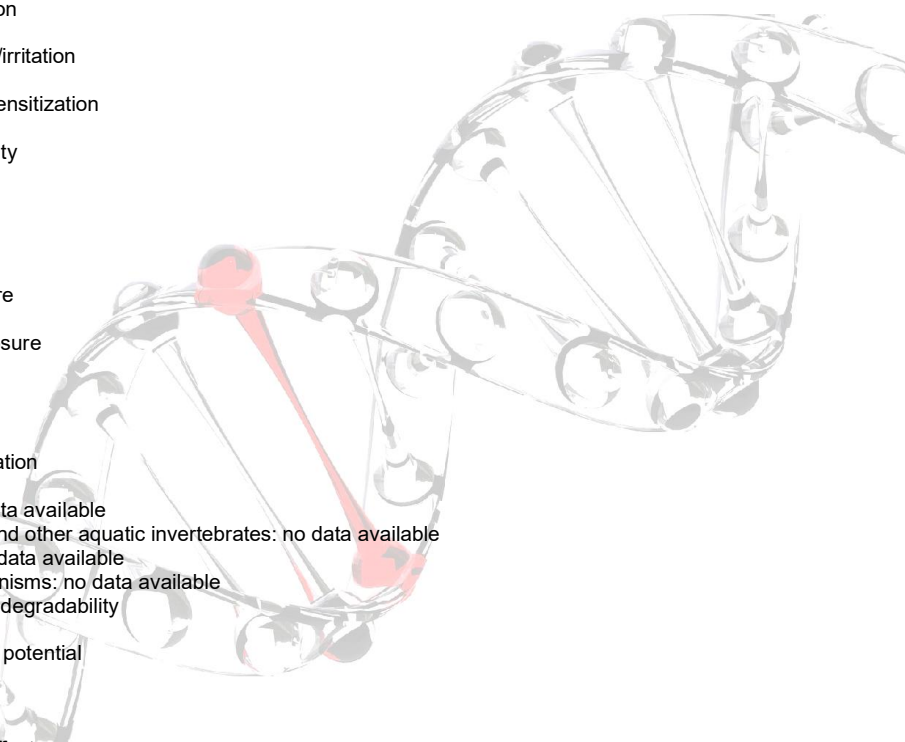 on
/irritation
ensitization
ty
re
sure
ation
ta available
nd other aquatic invertebrates: no data available
data available
nisms: no data available
degradability
potential